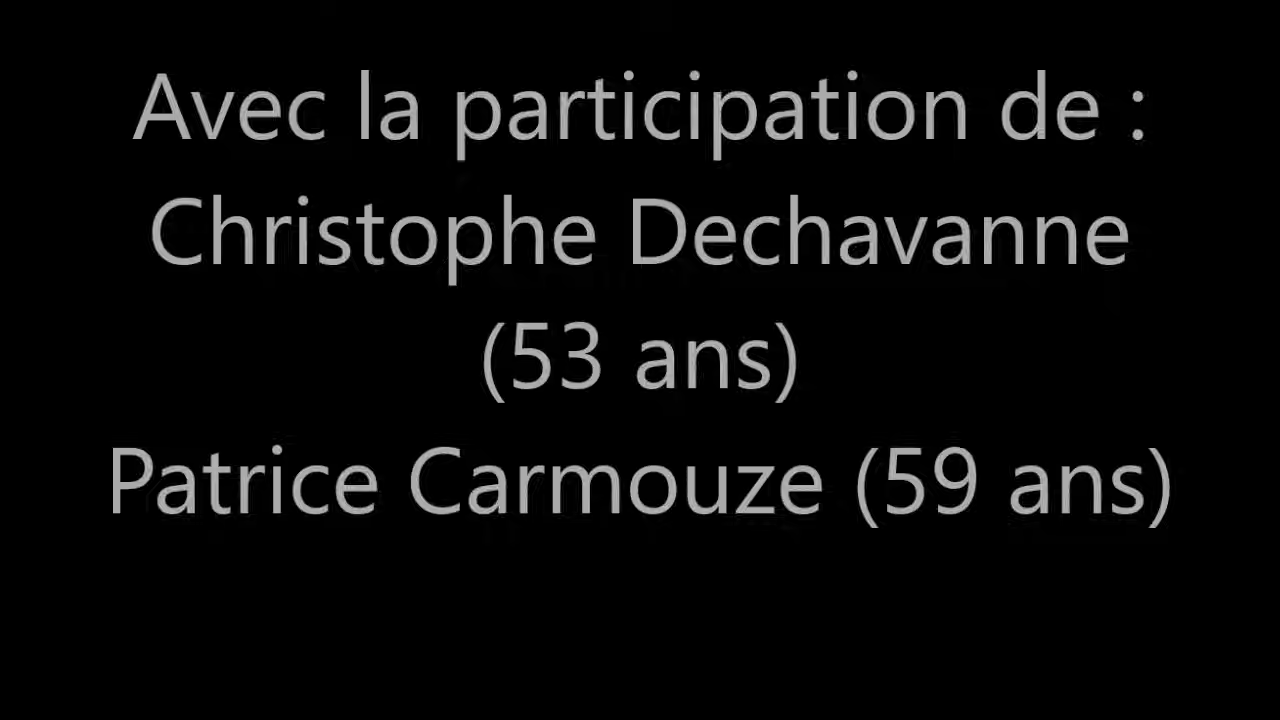 Avec la participation de :
Christophe Dechavanne
(53 ans)
Patrice Carmouze (59 ans)